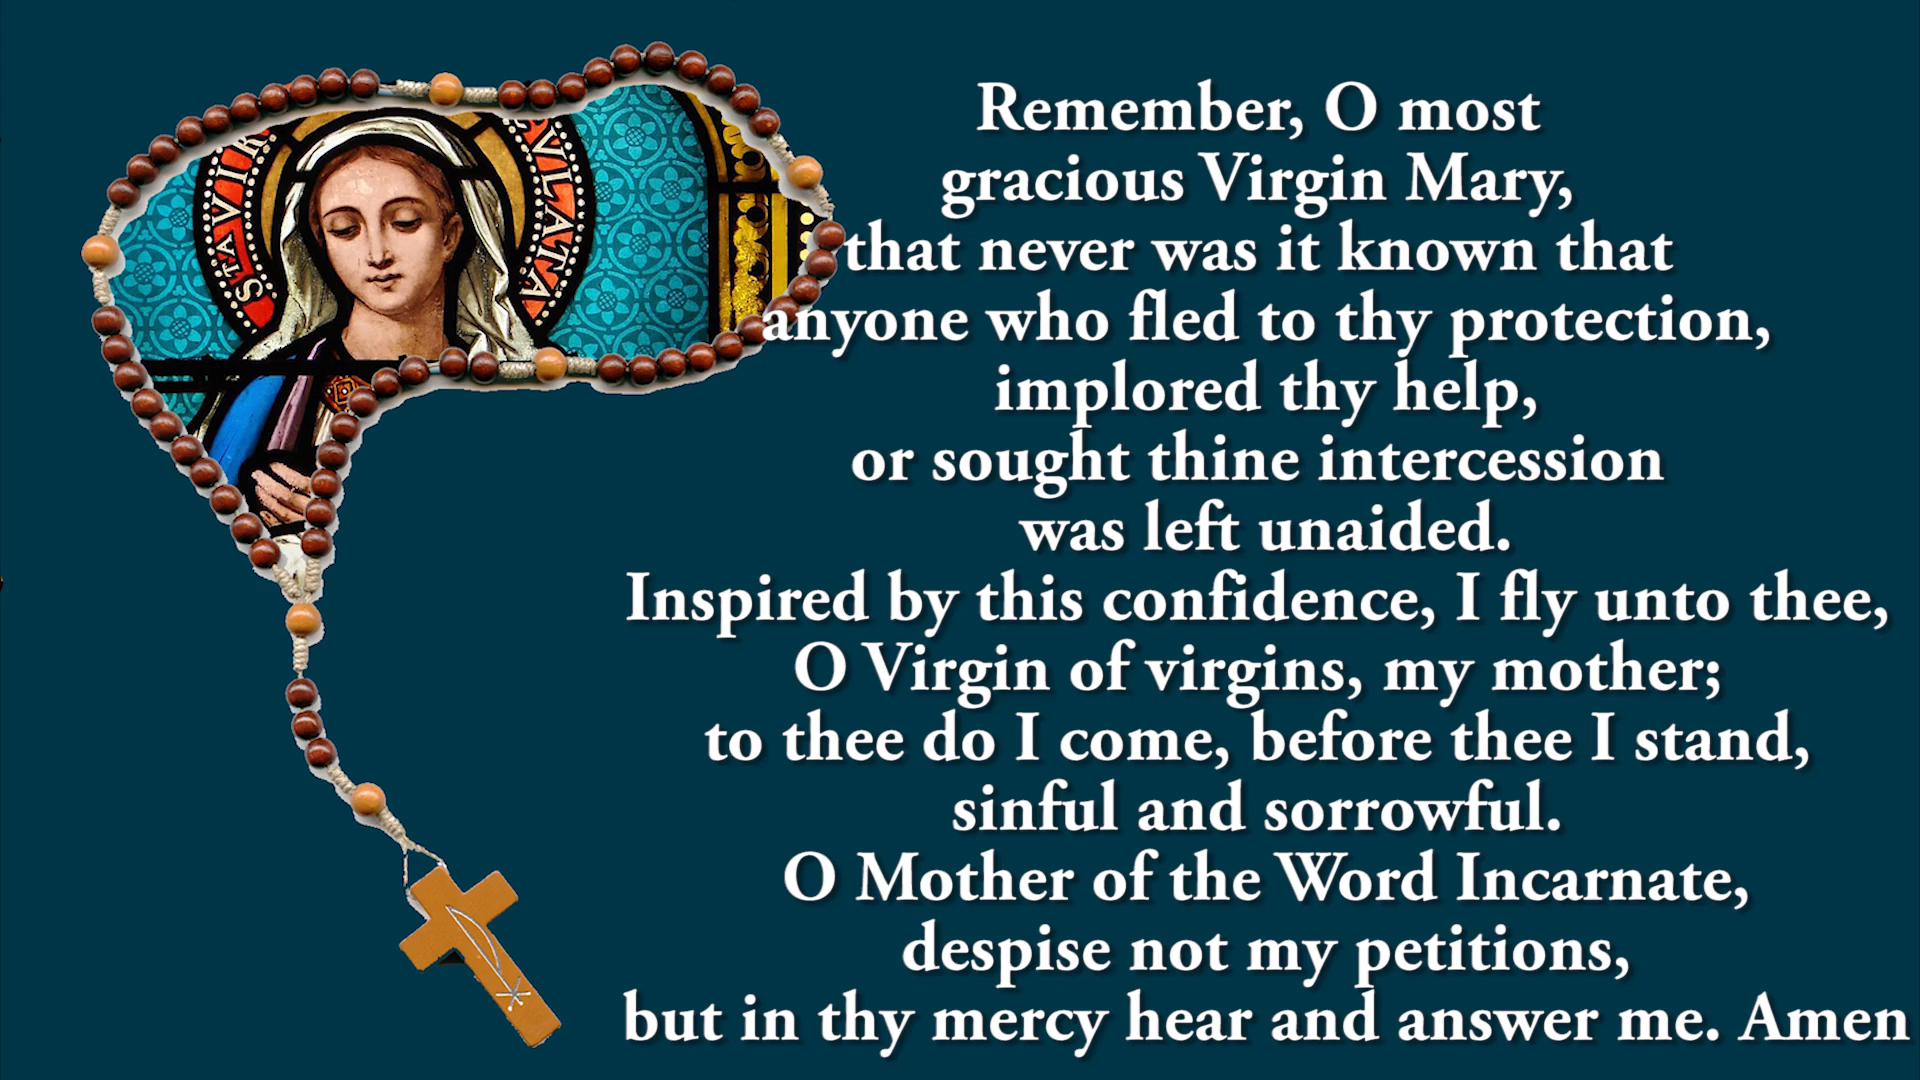 STA VIR
ULATA
Remember, O most
gracious Virgin Mary,
that never was it known that
anyone who fled to thy protection,
implored thy help,
or sought thine intercession
was left unaided.
Inspired by this confidence, I fly unto thee,
O Virgin of virgins, my mother;
to thee do I come, before thee I stand,
sinful and sorrowful.
O Mother of the Word Incarnate,
despise not my petitions,
but in thy mercy hear and answer me. Amen